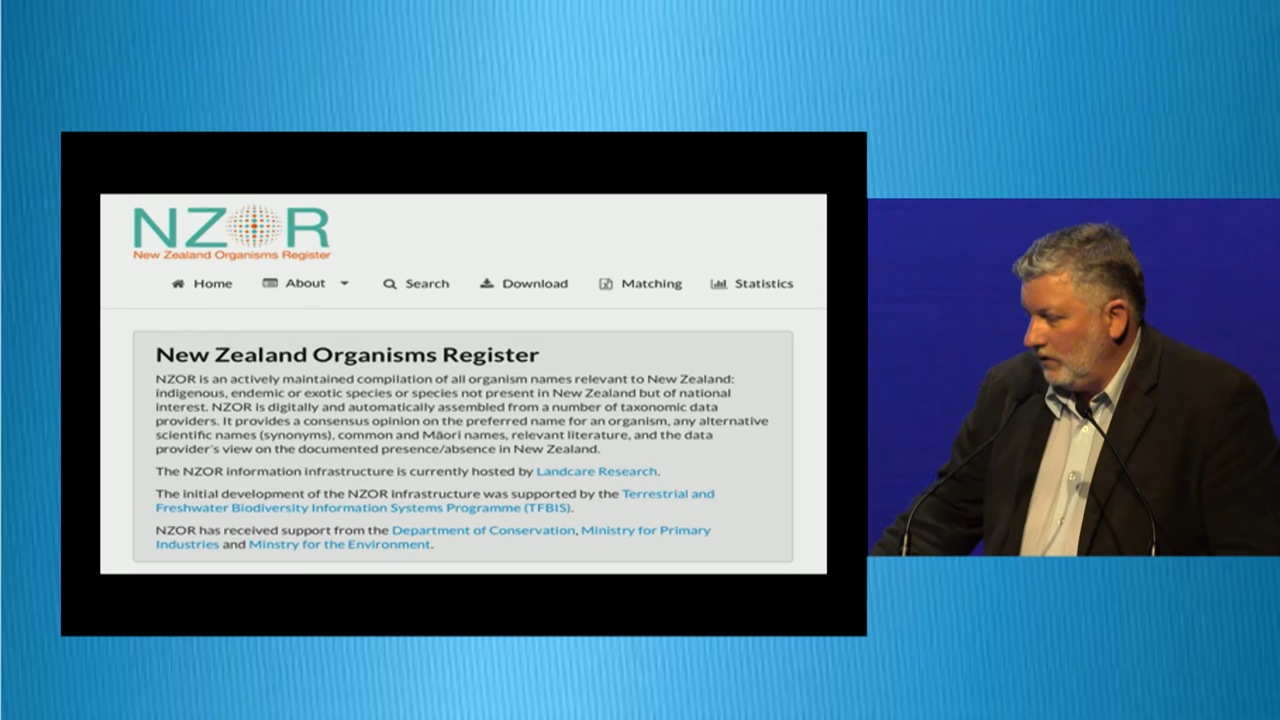 NZOR
New Zealand Organisms Register
Home About Search Download Matching Statistics
New Zealand Organisms Register
NZOR is an actively maintained compilation of all organism names relevant to New Zealand:
indigenous, endemic or exotic species or species not present in New Zealand but of national
interest. NZOR is digitally and automatically assembled from a number of taxonomic data
providers. It provides a consensus opinion on the preferred name for an organism, any alternative
scientific names (synonyms), common and Māori names, relevant literature, and the data
provider's view on the documented presence/absence in New Zealand.
The NZOR information infrastructure is currently hosted by Landcare Research.
The initial development of the NZOR infrastructure was supported by the Terrestrial and
Freshwater Biodiversity Information Systems Programme (TFBIS).
NZOR has received support from the Department of Conservation, Ministry for Primary
Industries and Minstry for the Environment.